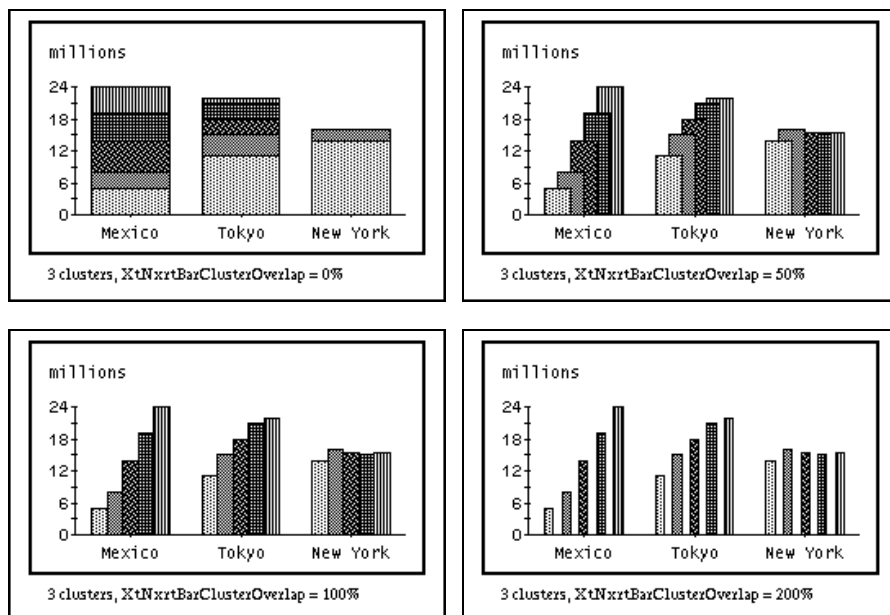 millions
24
18
12
6
0
Mexico Tokyo New York
3 clusters, XtNxrtBarClusterOverlap = 0%
millions
24
18
12
6
0
Mexico Tokyo New York
3 clusters, XtNxrtBarClusterOverlap = 50%
millions
24
18
12
6
0
Mexico Tokyo New York
3 clusters, XtNxrtBarClusterOverlap = 100%
millions
24
18
12
6
0
Mexico Tokyo New York
3 clusters, XtNxrtBarClusterOverlap = 200%